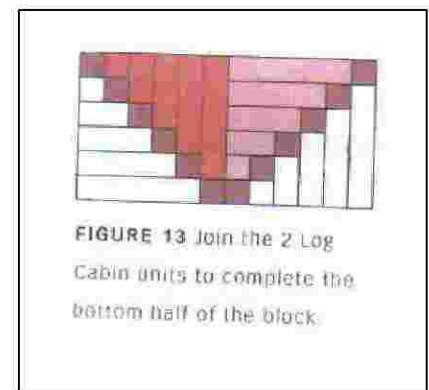 FIGURE 13 Join the 2 Log
Cabin units to complete the
bottom half of the block.